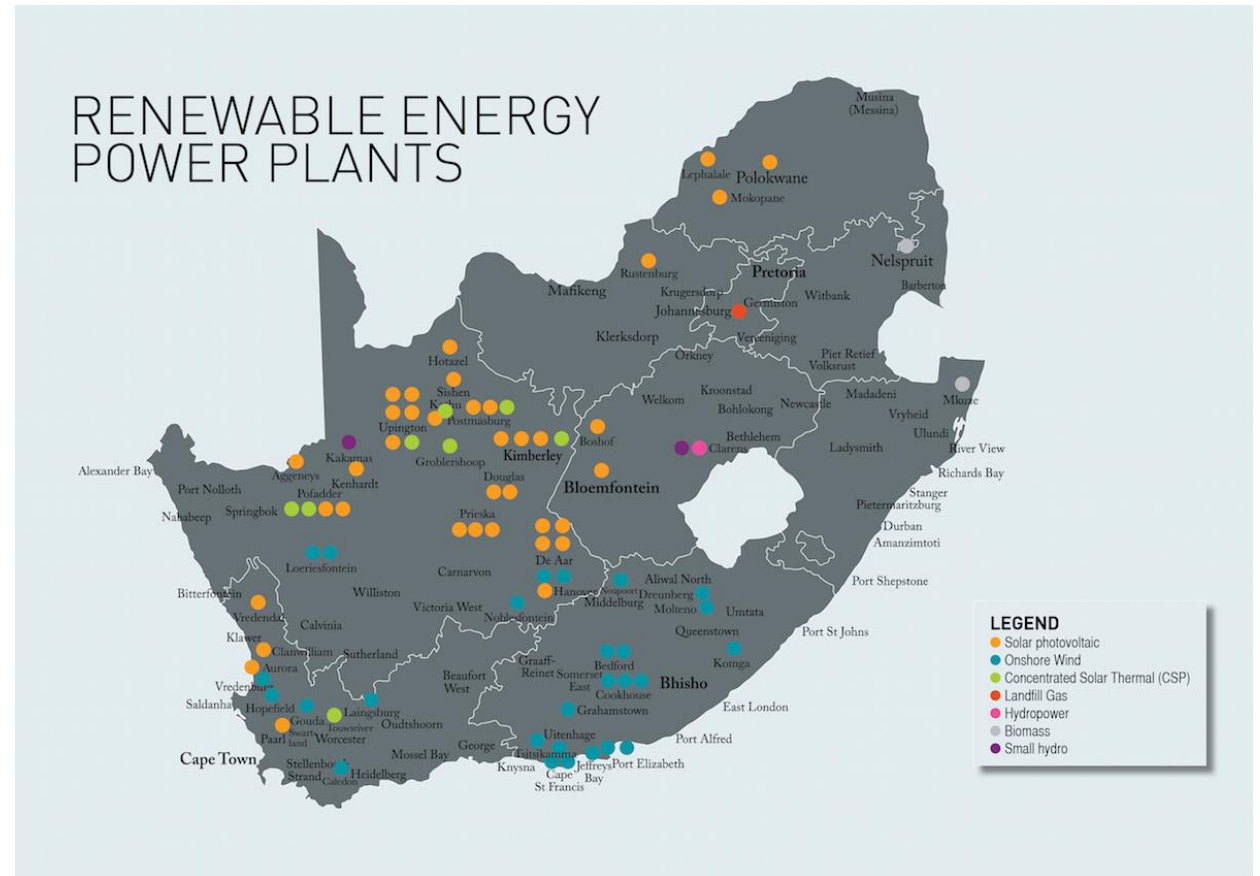 RENEWABLE ENERGY
POWER PLANTS
Musina
(Messina)
Lephalale
Polokwane
Mokopane
Nelspruit
Rustenburg
Pretoria
Barberton
Mafikeng
Krugersdorp
Witbank
Germiston
Johannesburg
Klerksdorp
Vereeniging
Orkney
Piet Retief
Volksrust
Hotazel
Sishen
Kathu
Postmasburg
Upington
Welkom
Kroonstad
Bohlokong
Newcastle
Madadeni
Mkuze
Vryheid
Ulundi
Boshof
Bethlehem
Clarens
Ladysmith
River View
Kakamas
Groblershoop
Kimberley
Richards Bay
Alexander Bay
Aggeneys
Kenhardt
Douglas
Bloemfontein
Port Nolloth
Pofadder
Stanger
Pietermaritzburg
Nababeep
Springbok
Prieska
Durban
Amanzimtoti
De Aar
Loeriesfontein
Carnarvon
Aliwal North
Port Shepstone
Bitterfontein
Williston
Hanover
Noupoort
Dreunberg
Middelburg
Molteno
Umtata
Victoria West
Noblesfontein
Vredendal
Calvinia
Queenstown
Port St Johns
Klawer
Clanwilliam
Sutherland
Komga
Aurora
Beaufort
West
Graaff-
Reinet
Somerset
East
Bedford
Bhisho
Cookhouse
Vredenburg
Saldanha
Hopefield
Gouda
Laingsburg
Touwsriver
Oudtshoorn
Grahamstown
East London
Swart
land
Paarl
Worcester
Uitenhage
Port Alfred
Cape Town
Mossel Bay
George
Tsitsikamma
Knysna
Jeffreys
Bay
Port Elizabeth
Stellenbosch
Strand
Caledon
Heidelberg
Cape
St Francis
LEGEND
Solar photovoltaic
Onshore Wind
Concentrated Solar Thermal (CSP)
Landfill Gas
Hydropower
Biomass
Small hydro